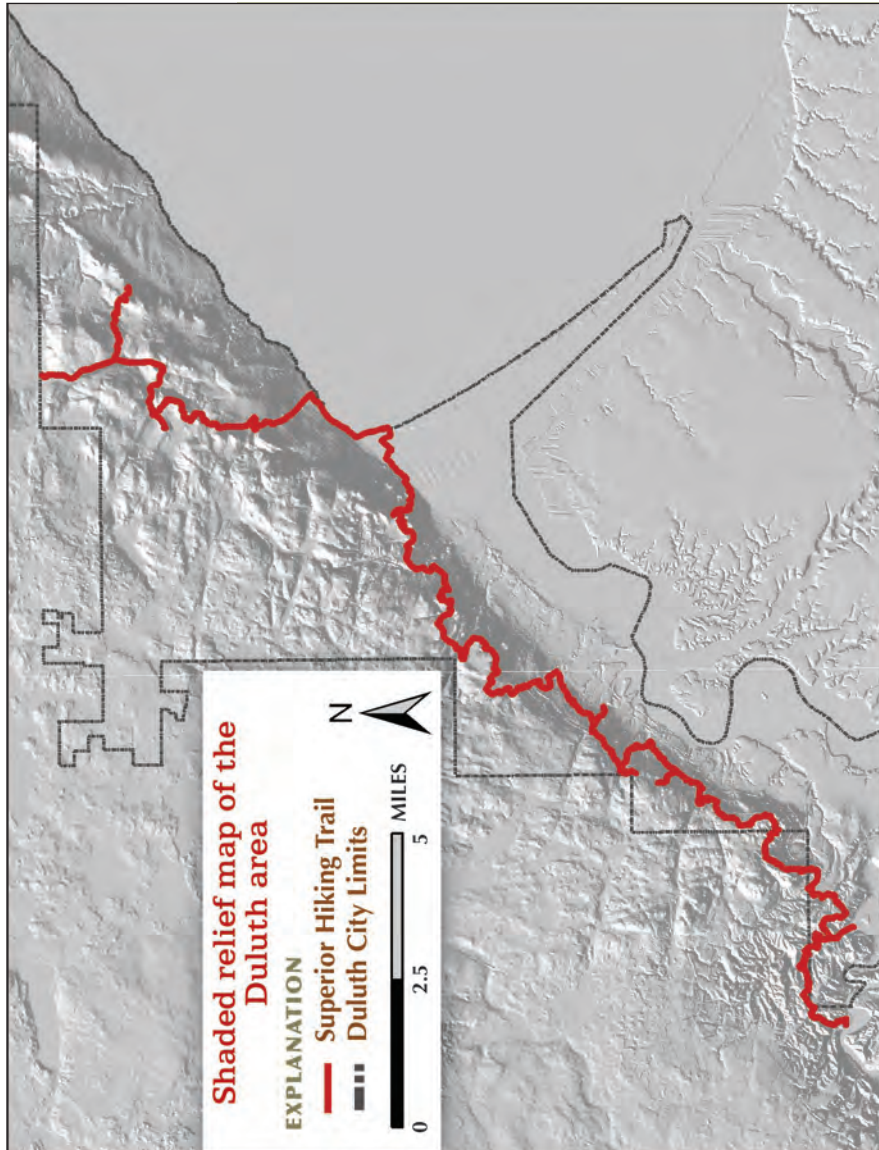 Shaded relief map of the
Duluth area
EXPLANATION
Superior Hiking Trail
Duluth City Limits
N
0
2.5
5
MILES